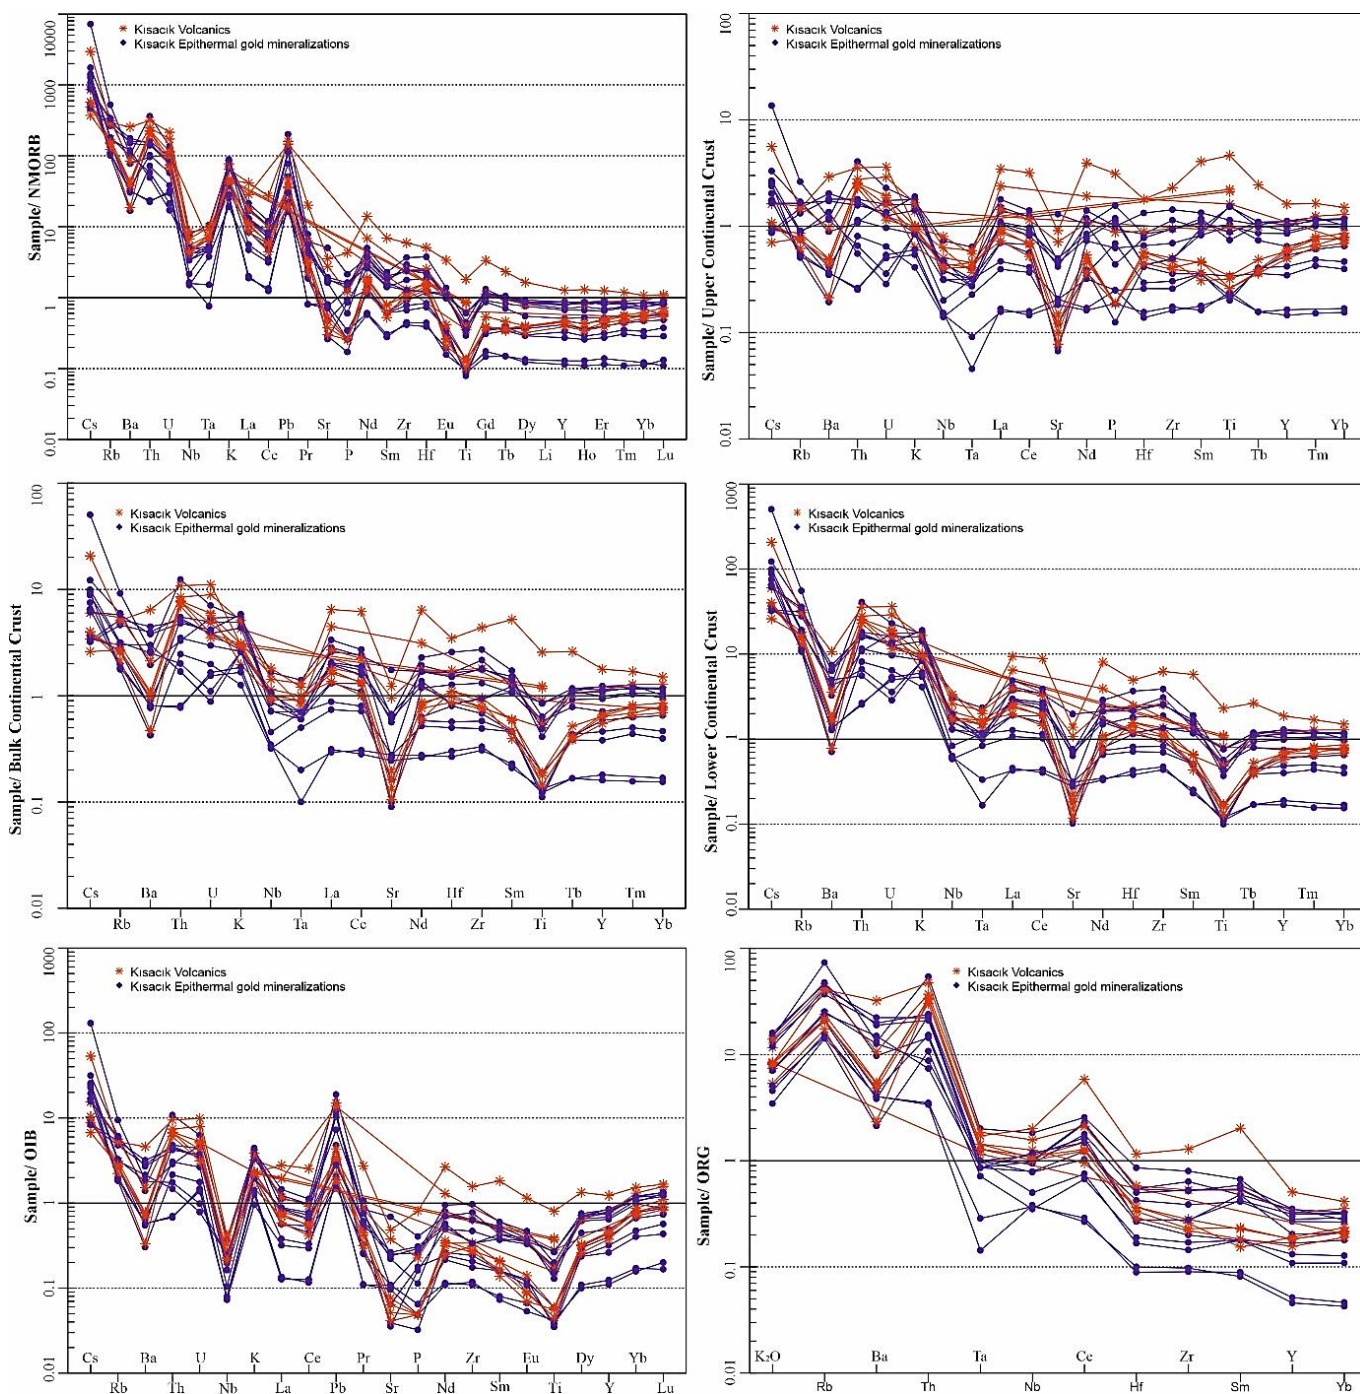 Sample/ NMORB
10000
1000
100
10
1
0.1
0.01
Kısacık Volcanics
Kısacık Epithermal gold mineralizations
Cs Ba U Ta La Pb Sr Nd Zr Eu Gd Dy Y Er Yb
Rb Th Nb K Ce Pr P Sm Hf Ti Tb Li Ho Tm Lu
Sample/ Upper Continental Crust
100
10
1
0.1
0.01
Kısacık Volcanics
Kısacık Epithermal gold mineralizations
Cs Ba U Nb La Sr P Zr Ti Y Yb
Rb Th K Ta Ce Nd Hf Sm Tb Tm
Sample/ Bulk Continental Crust
100
10
1
0.1
0.01
Kısacık Volcanics
Kısacık Epithermal gold mineralizations
Cs Ba U Nb La Sr Hf Sm Tb Tm
Rb Th K Ta Ce Nd Zr Ti Y Yb
Sample/ Lower Continental Crust
1000
100
10
1
0.1
0.01
Kısacık Volcanics
Kısacık Epithermal gold mineralizations
Cs Ba U Nb La Sr Hf Sm Tb Tm
Rb Th K Ta Ce Nd Zr Ti Y Yb
Sample/ OIB
1000
100
10
1
0.1
0.01
Kısacık Volcanics
Kısacık Epithermal gold mineralizations
Cs Ba U K Ce Pr P Zr Eu Dy Yb
Rb Th Nb La Pb Sr Nd Sm Ti Y Lu
Sample/ ORG
100
10
1
0.1
0.01
Kısacık Volcanics
Kısacık Epithermal gold mineralizations
K₂O Ba Ta Ce Zr Y
Rb Th Nb Hf Sm Yb